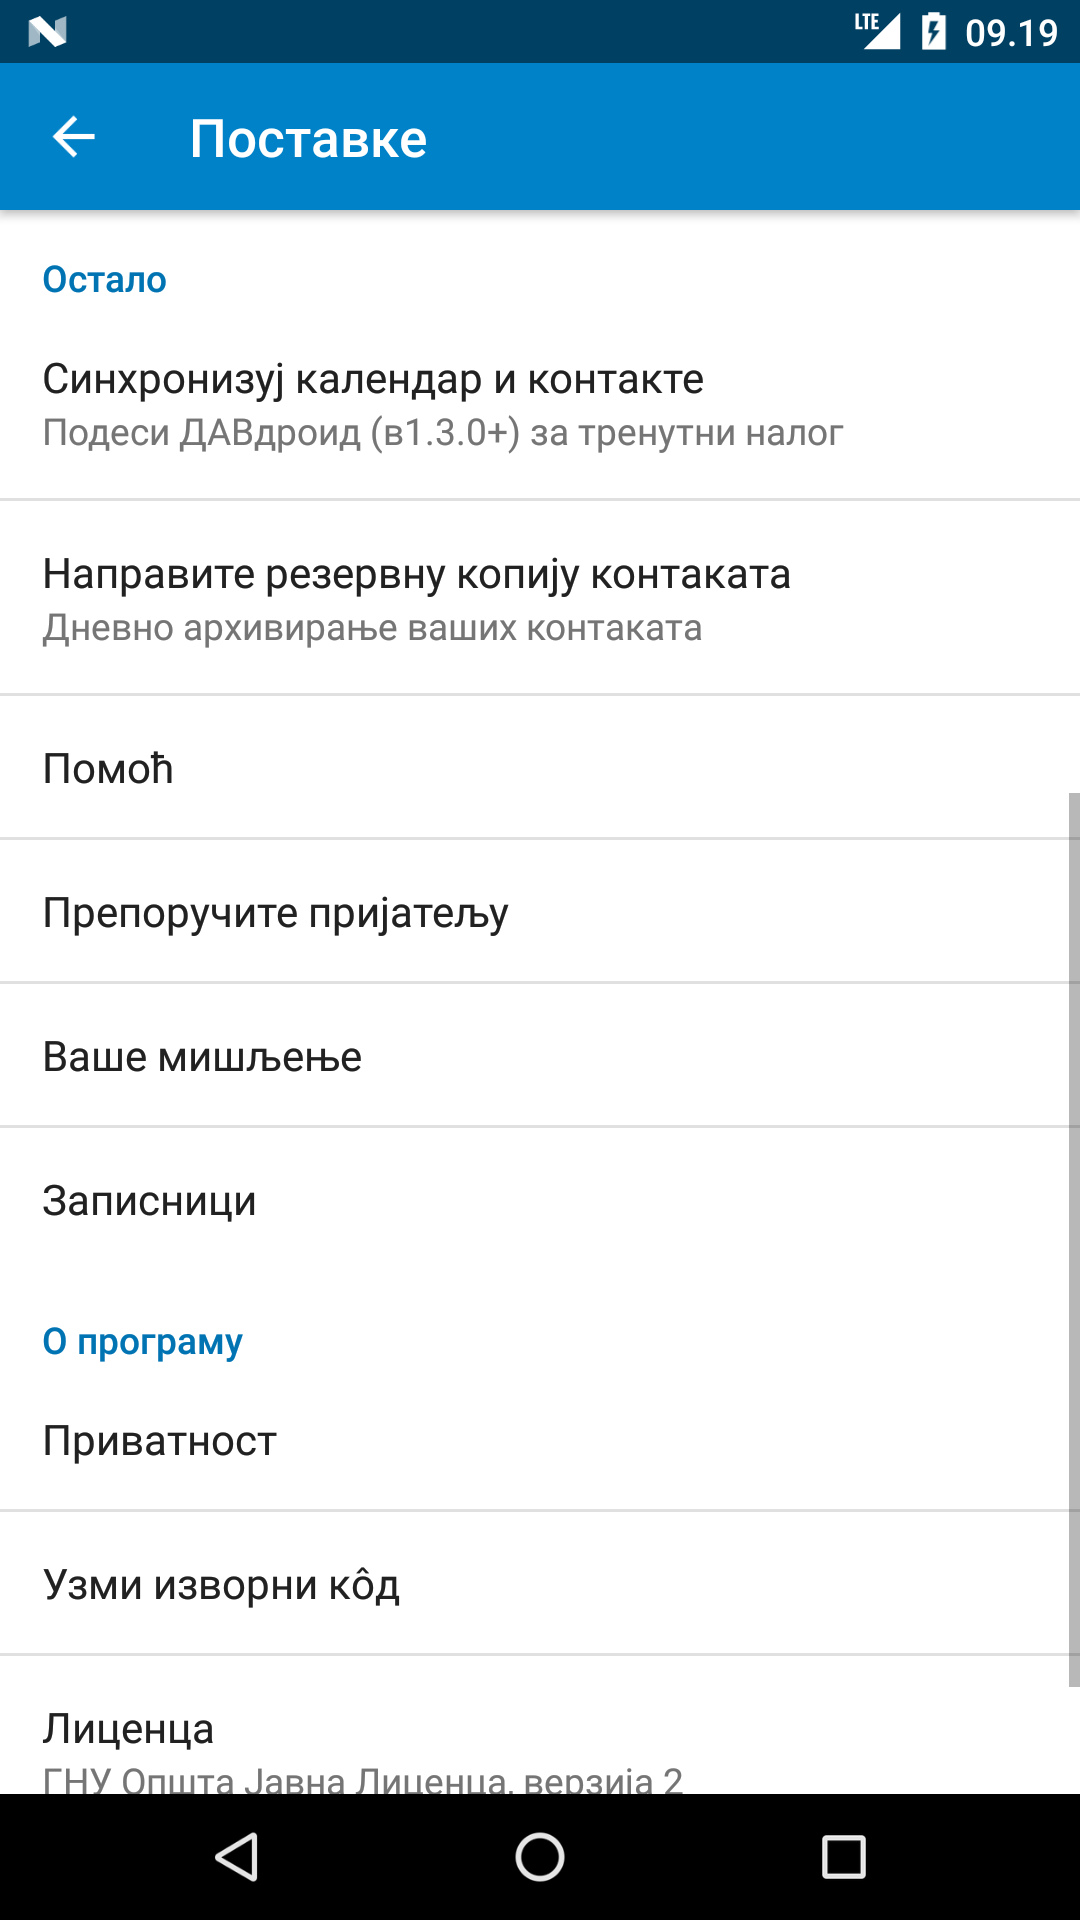 LTE 09.19
Поставке
Остало
Синхронизуј календар и контакте
Подеси ДАВдроид (в1.3.0+) за тренутни налог
Направите резервну копију контаката
Дневно архивирање ваших контаката
Помоћ
Препоручите пријатељу
Ваше мишљење
Записници
О програму
Приватност
Узми изворни кôд
Лиценца
ГНУ Општа Јавна Лиценца, верзија 2